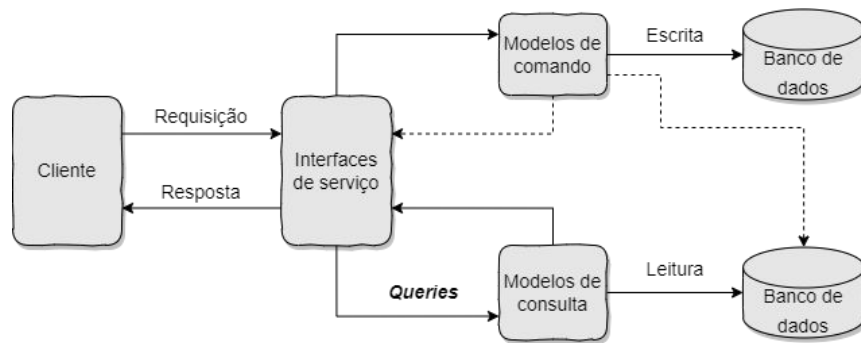 Modelos de
comando
Escrita
Banco de
dados
Cliente
Requisição
Resposta
Interfaces
de serviço
Queries
Modelos de
consulta
Leitura
Banco de
dados